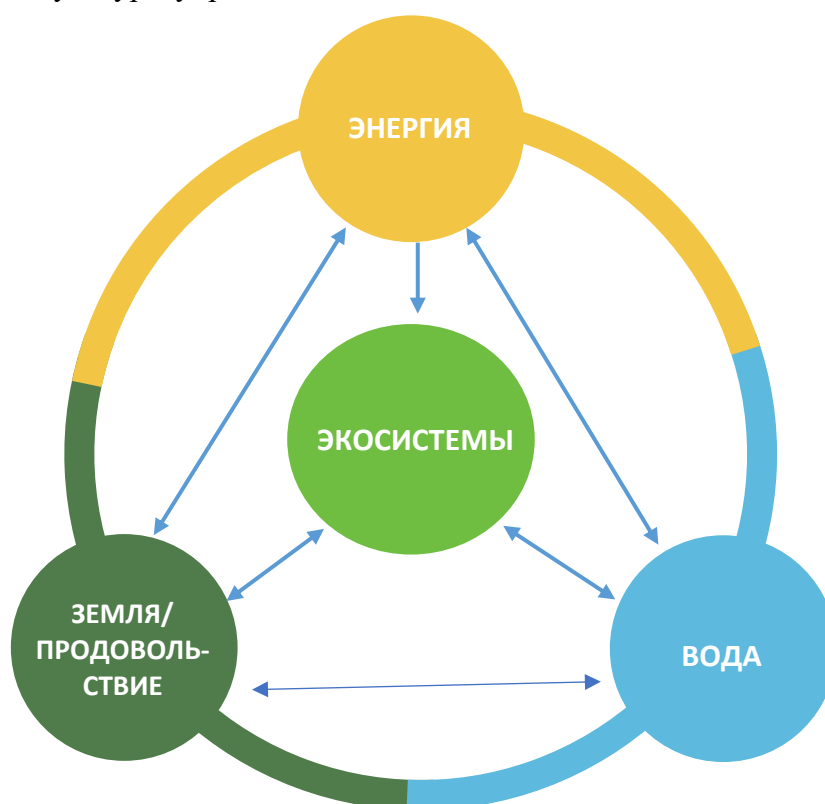 ЭНЕРГИЯ
ЭКОСИСТЕМЫ
ЗЕМЛЯ/
ПРОДОВОЛЬ-
СТВИЕ
ВОДА